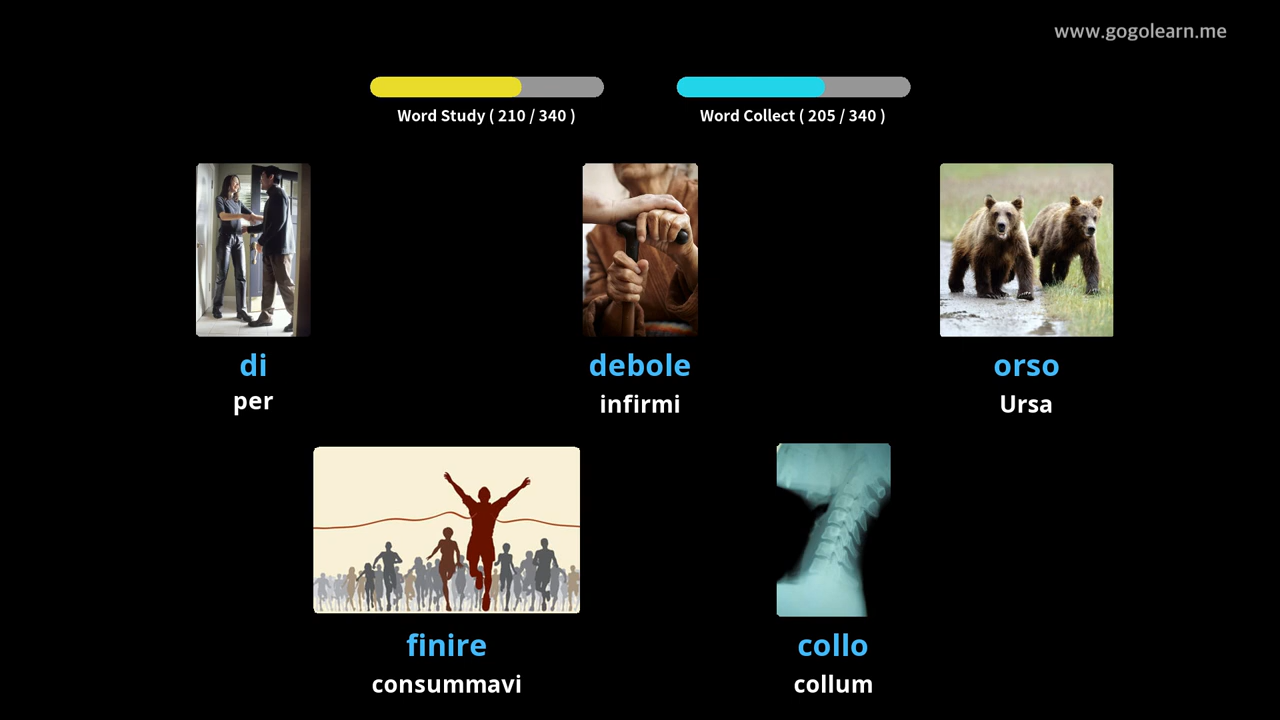 www.gogolearn.me
Word Study ( 210 / 340 )
Word Collect ( 205 / 340 )
di
per
debole
infirmi
orso
Ursa
finire
consummavi
collo
collum